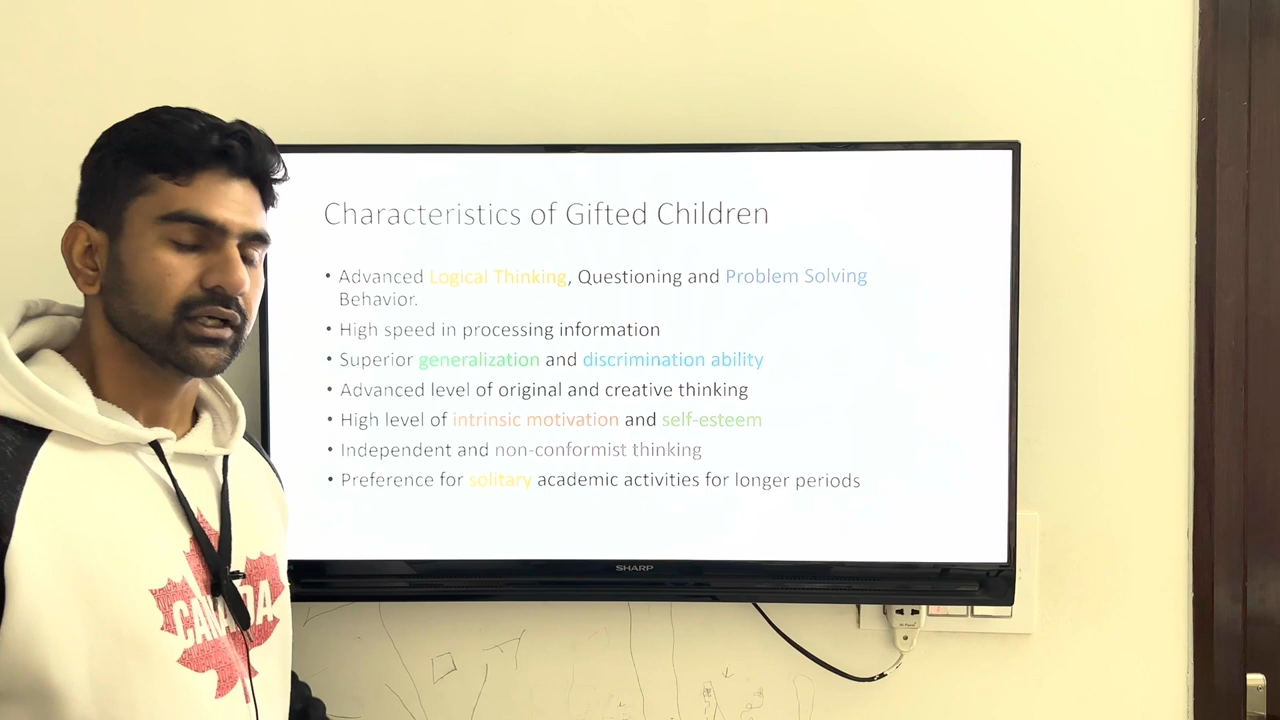 Characteristics of Gifted Children
• Advanced Logical Thinking, Questioning and Problem Solving
Behavior.
• High speed in processing information
• Superior generalization and discrimination ability
• Advanced level of original and creative thinking
• High level of intrinsic motivation and self-esteem
• Independent and non-conformist thinking
• Preference for solitary academic activities for longer periods
SHARP
CANADA